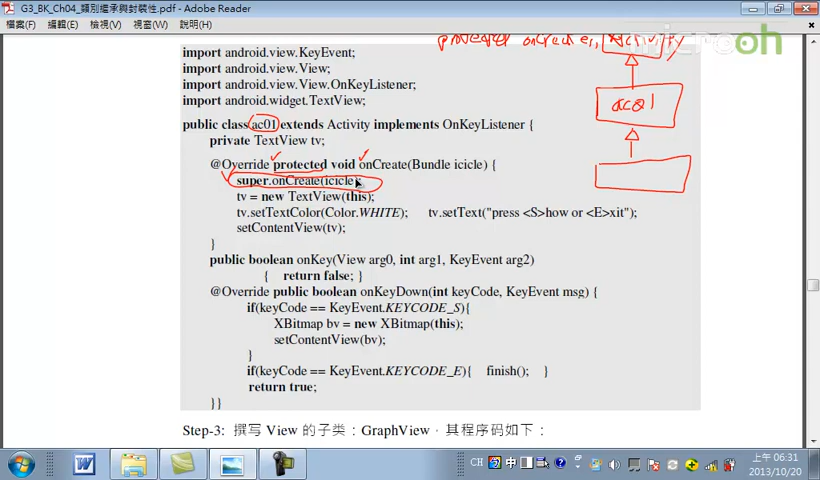 G3_BK_Ch04_類別繼承與封裝性.pdf - Adobe Reader
檔案(F) 編輯(E) 檢視(V) 視窗(W) 說明(H)
microoh
protected
import android.view.KeyEvent;
import android.view.View;
import android.view.View.OnKeyListener;
import android.widget.TextView;
ac01
public class ac01 extends Activity implements OnKeyListener {
private TextView tv;
@Override protected void onCreate(Bundle icicle) {
super.onCreate(icicle);
tv = new TextView(this);
tv.setTextColor(Color.WHITE); tv.setText("press <S>how or <E>xit");
setContentView(tv);
}
public boolean onKey(View arg0, int arg1, KeyEvent arg2)
{ return false; }
@Override public boolean onKeyDown(int keyCode, KeyEvent msg) {
if(keyCode == KeyEvent.KEYCODE_S){
XBitmap bv = new XBitmap(this);
setContentView(bv);
}
if(keyCode == KeyEvent.KEYCODE_E){ finish(); }
return true;
}}
Step-3: 撰写 View 的子类：GraphView，其程序码如下：
CH 中
上午 06:31
2013/10/20